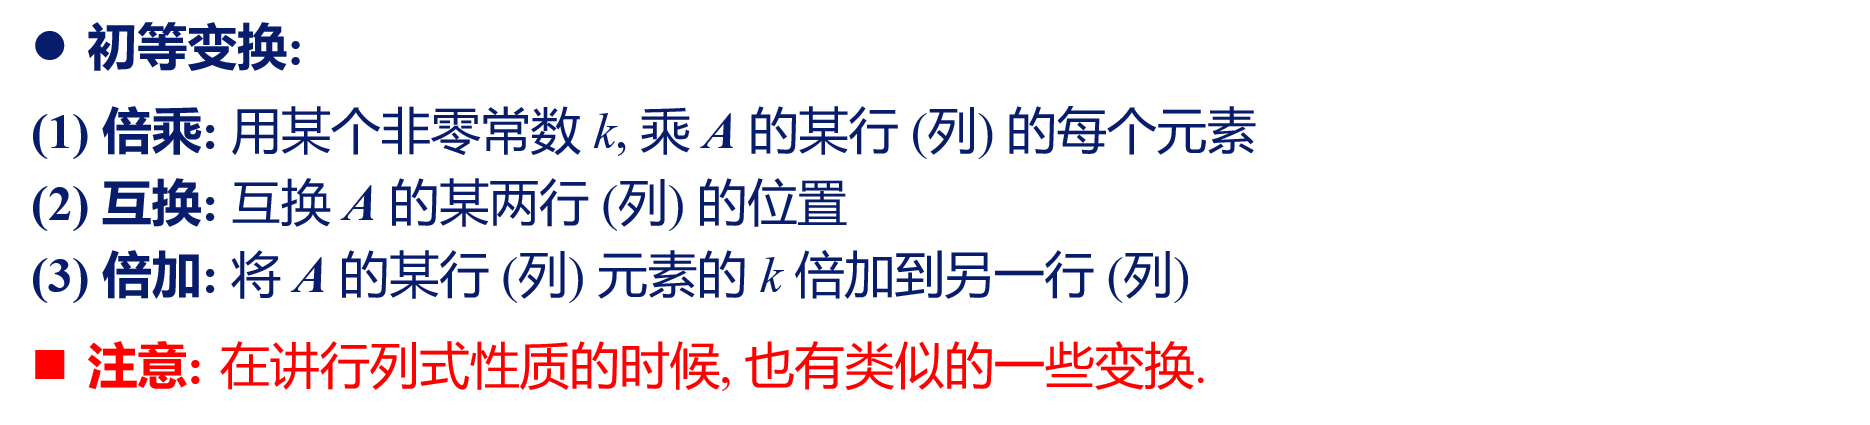 ● 初等变换:
(1) 倍乘: 用某个非零常数 k, 乘 A 的某行 (列) 的每个元素
(2) 互换: 互换 A 的某两行 (列) 的位置
(3) 倍加: 将 A 的某行 (列) 元素的 k 倍加到另一行 (列)
■ 注意: 在讲行列式性质的时候, 也有类似的一些变换.